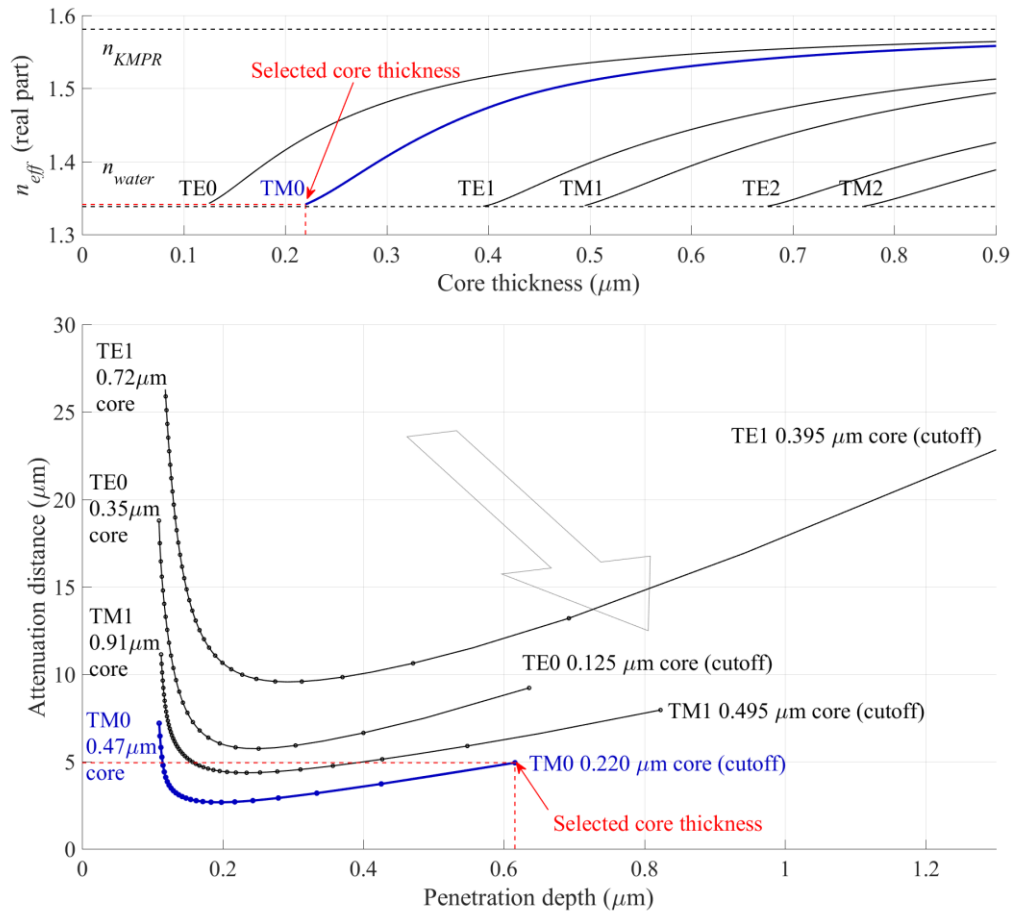 1.6
n_KMPR
Selected core thickness
1.5
n_eff (real part)
1.4
n_water
TE0
TM0
TE1
TM1
TE2
TM2
1.3
0 0.1 0.2 0.3 0.4 0.5 0.6 0.7 0.8 0.9
Core thickness (μm)
30
TE1
0.72μm
core
25
TE1 0.395 μm core (cutoff)
TE0
0.35μm
core
20
Attenuation distance (μm)
15
TM1
0.91μm
core
10
TE0 0.125 μm core (cutoff)
TM1 0.495 μm core (cutoff)
TM0
0.47μm
core
5
TM0 0.220 μm core (cutoff)
Selected core thickness
0
0 0.2 0.4 0.6 0.8 1 1.2
Penetration depth (μm)